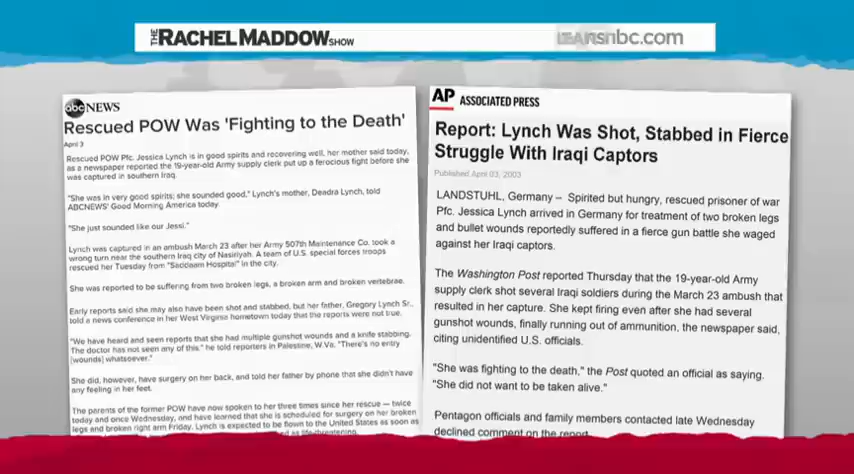 THE RACHEL MADDOW SHOW
nbc.com
abc NEWS
Rescued POW Was 'Fighting to the Death'
April 3
Rescued POW Pfc. Jessica Lynch is in good spirits and recovering well, her mother said today,
as a newspaper reported the 19-year-old Army supply clerk put up a ferocious fight before she
was captured in southern Iraq.
"She was in very good spirits; she sounded good," Lynch's mother, Deadra Lynch, told
ABCNEWS' Good Morning America today.
"She just sounded like our Jessi."
Lynch was captured in an ambush March 23 after her Army 507th Maintenance Co. took a
wrong turn near the southern Iraq city of Nasiriyah. A team of U.S. special forces troops
rescued her Tuesday from "Saddam Hospital" in the city.
She was reported to be suffering from two broken legs, a broken arm and broken vertebrae.
Early reports said she may also have been shot and stabbed, but her father, Gregory Lynch Sr.,
told a news conference in her West Virginia hometown today that the reports were not true.
"We have heard and seen reports that she had multiple gunshot wounds and a knife stabbing.
The doctor has not seen any of this," he told reporters in Palestine, W.Va. "There's no entry
[wounds] whatsoever."
She did, however, have surgery on her back, and told her father by phone that she didn't have
any feeling in her feet.
The parents of the former POW have now spoken to her three times since her rescue — twice
today and once Wednesday, and have learned that she is scheduled for surgery on her broken
legs and broken right arm Friday. Lynch is expected to be flown to the United States as soon as
as life-threatening.
AP ASSOCIATED PRESS
Report: Lynch Was Shot, Stabbed in Fierce
Struggle With Iraqi Captors
Published April 03, 2003
LANDSTUHL, Germany – Spirited but hungry, rescued prisoner of war
Pfc. Jessica Lynch arrived in Germany for treatment of two broken legs
and bullet wounds reportedly suffered in a fierce gun battle she waged
against her Iraqi captors.
The Washington Post reported Thursday that the 19-year-old Army
supply clerk shot several Iraqi soldiers during the March 23 ambush that
resulted in her capture. She kept firing even after she had several
gunshot wounds, finally running out of ammunition, the newspaper said,
citing unidentified U.S. officials.
"She was fighting to the death," the Post quoted an official as saying.
"She did not want to be taken alive."
Pentagon officials and family members contacted late Wednesday
declined comment on the report.